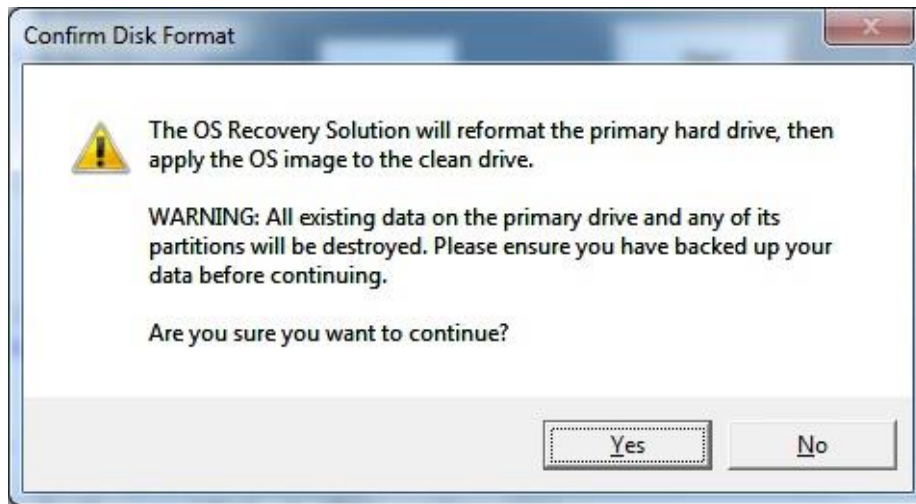 Confirm Disk Format
The OS Recovery Solution will reformat the primary hard drive, then
apply the OS image to the clean drive.
WARNING: All existing data on the primary drive and any of its
partitions will be destroyed. Please ensure you have backed up your
data before continuing.
Are you sure you want to continue?
Yes No